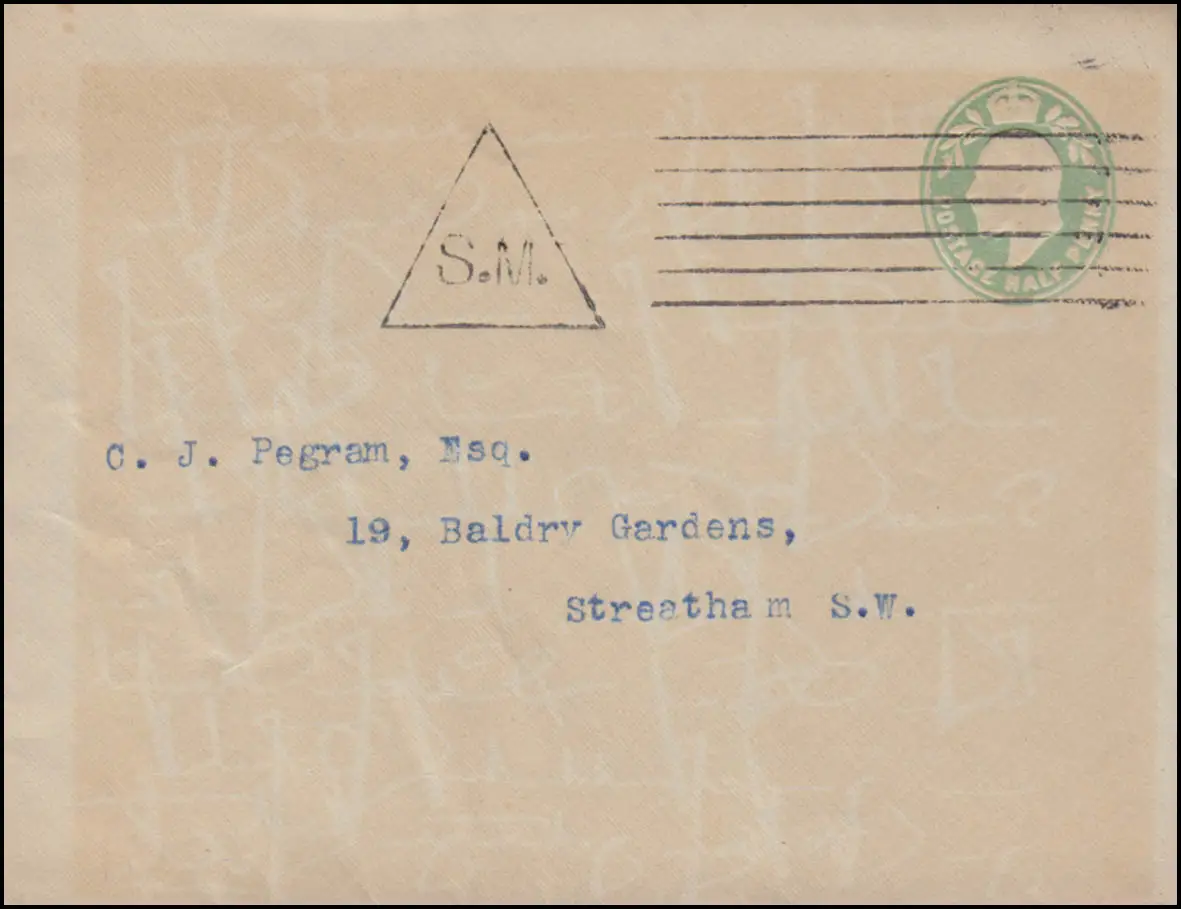 S.M.
POSTAGE HALF PENNY
C. J. Pegram, Esq.
19, Baldry Gardens,
Streatham S.W.